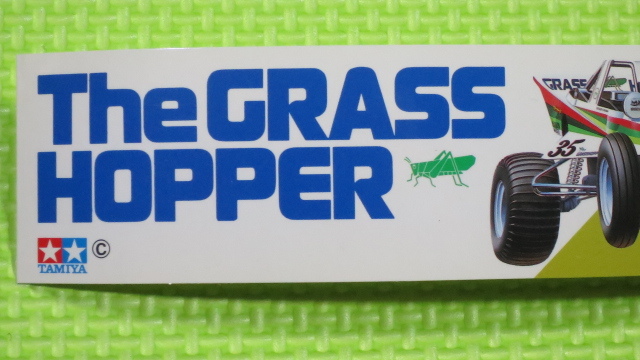 The GRASS
HOPPER
TAMIYA ©
GRASS
35